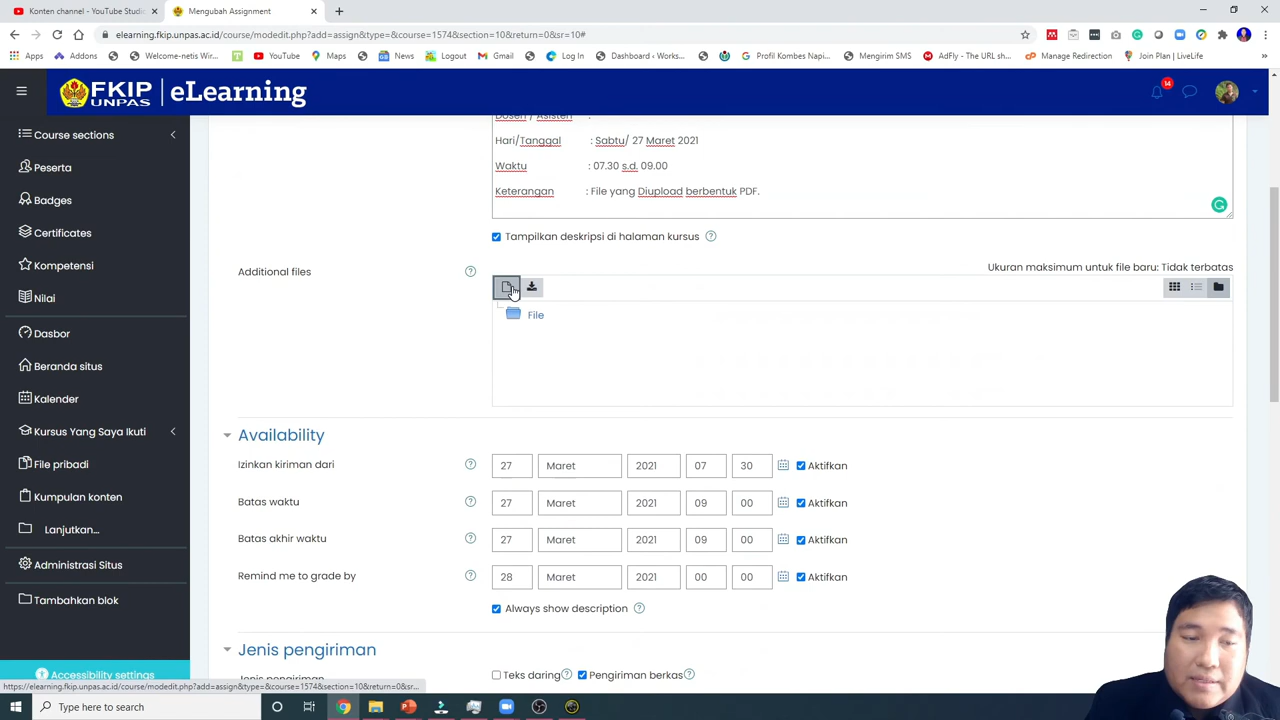 Konten channel - YouTube Studio
Mengubah Assignment
elearning.fkip.unpas.ac.id/course/modedit.php?add=assign&type=&course=1574&section=10&return=0&sr=10#
Apps
Addons
Welcome-netis Wir...
YouTube
Maps
News
Logout
Gmail
Log In
Dashboard ‹ Works...
Profil Kombes Napi...
Mengirim SMS
AdFly - The URL sh...
Manage Redirection
Join Plan | LiveLife
FKIP UNPAS | eLearning
14
Course sections
Peserta
Badges
Certificates
Kompetensi
Nilai
Dasbor
Beranda situs
Kalender
Kursus Yang Saya Ikuti
File pribadi
Kumpulan konten
Lanjutkan...
Administrasi Situs
Tambahkan blok
Accessibility settings
Dosen / Asisten :
Hari/Tanggal : Sabtu/ 27 Maret 2021
Waktu : 07.30 s.d. 09.00
Keterangan : File yang Diupload berbentuk PDF.
Tampilkan deskripsi di halaman kursus
Additional files
Ukuran maksimum untuk file baru: Tidak terbatas
File
Availability
Izinkan kiriman dari 27 Maret 2021 07 30 Aktifkan
Batas waktu 27 Maret 2021 09 00 Aktifkan
Batas akhir waktu 27 Maret 2021 09 00 Aktifkan
Remind me to grade by 28 Maret 2021 00 00 Aktifkan
Always show description
Jenis pengiriman
Jenis pengiriman Teks daring Pengiriman berkas
https://elearning.fkip.unpas.ac.id/course/modedit.php?add=assign&type=&course=1574&section=10&return=0&sr...
Type here to search